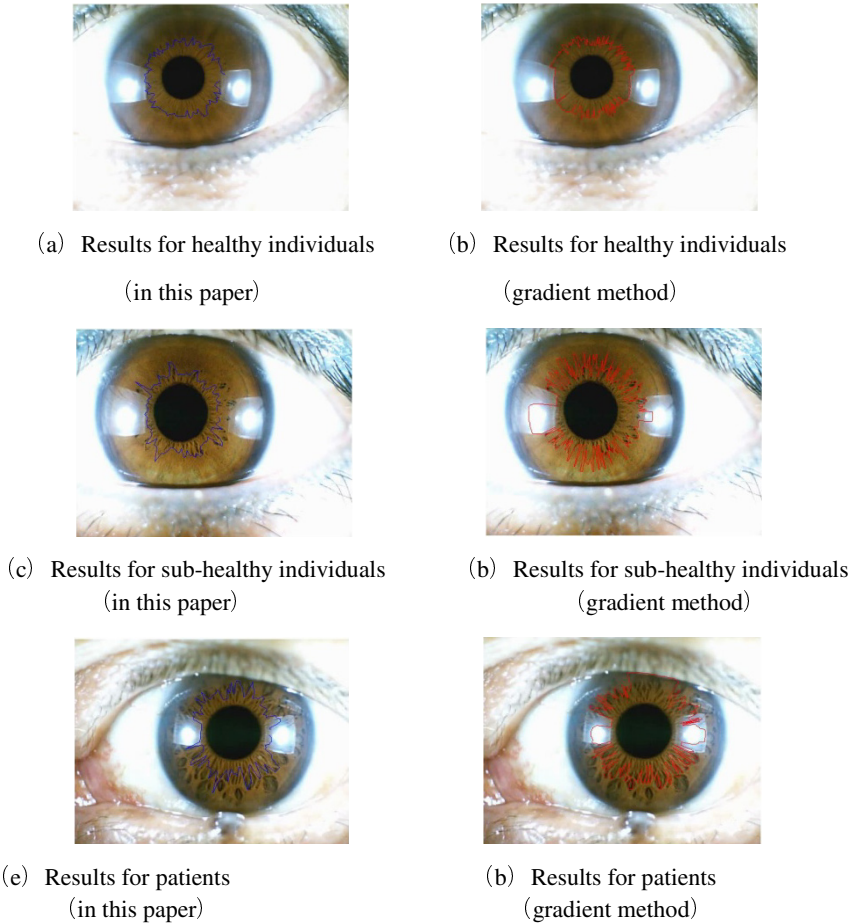 （a） Results for healthy individuals
（b） Results for healthy individuals
（in this paper）
（gradient method）
（c） Results for sub-healthy individuals
（b） Results for sub-healthy individuals
（in this paper）
（gradient method）
（e） Results for patients
（b） Results for patients
（in this paper）
（gradient method）